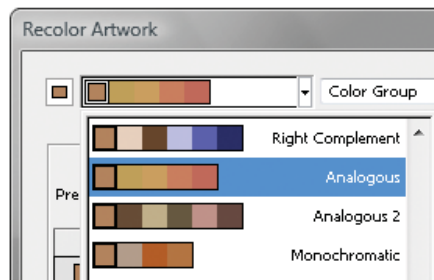 Recolor Artwork
Color Group
Right Complement
Analogous
Pre
Analogous 2
Monochromatic